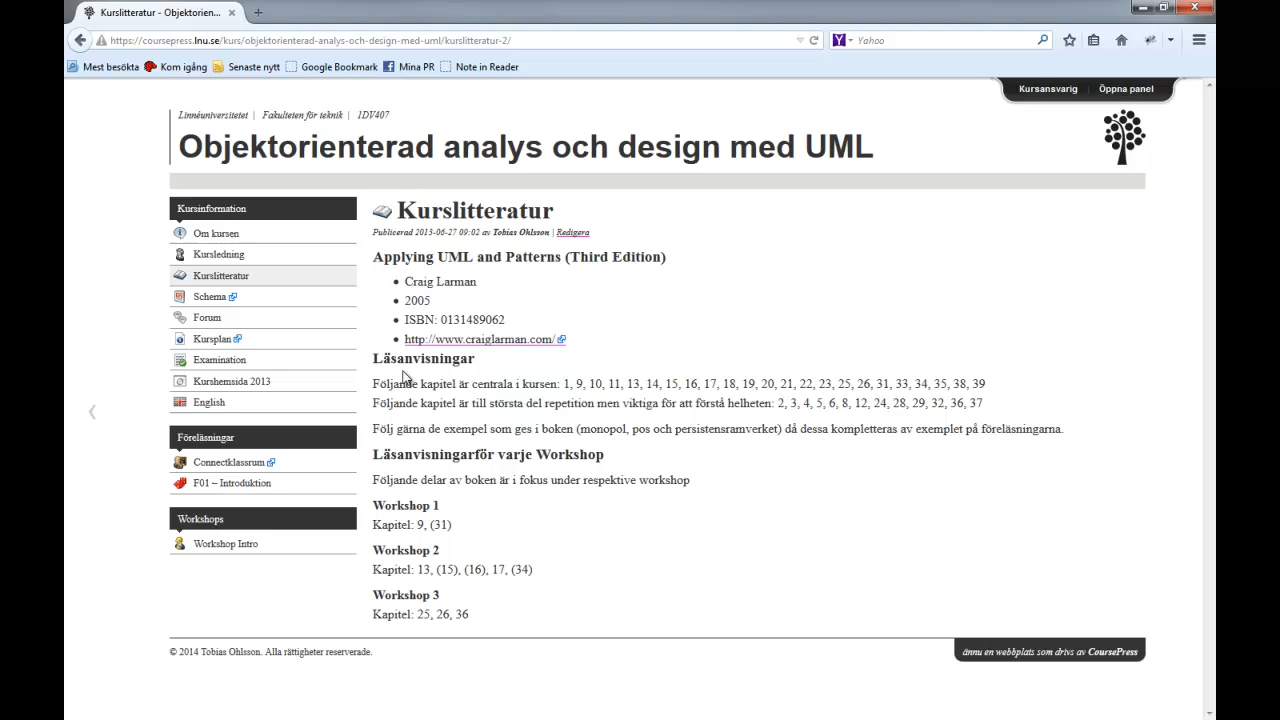 Kurslitteratur - Objektorien...
https://coursepress.lnu.se/kurs/objektorienterad-analys-och-design-med-uml/kurslitteratur-2/
Yahoo
Mest besökta Kom igång Senaste nytt Google Bookmark Mina PR Note in Reader
Kursansvarig Öppna panel
Linnéuniversitetet | Fakulteten för teknik | 1DV407
Objektorienterad analys och design med UML
Kursinformation
Om kursen
Kursledning
Kurslitteratur
Schema
Forum
Kursplan
Examination
Kurshemsida 2013
English
Föreläsningar
Connectklassrum
F01 – Introduktion
Workshops
Workshop Intro
Kurslitteratur
Publicerad 2013-06-27 09:02 av Tobias Ohlsson | Redigera
Applying UML and Patterns (Third Edition)
Craig Larman
2005
ISBN: 0131489062
http://www.craiglarman.com/
Läsanvisningar
Följande kapitel är centrala i kursen: 1, 9, 10, 11, 13, 14, 15, 16, 17, 18, 19, 20, 21, 22, 23, 25, 26, 31, 33, 34, 35, 38, 39
Följande kapitel är till största del repetition men viktiga för att förstå helheten: 2, 3, 4, 5, 6, 8, 12, 24, 28, 29, 32, 36, 37
Följ gärna de exempel som ges i boken (monopol, pos och persistensramverket) då dessa kompletteras av exemplet på föreläsningarna.
Läsanvisningarför varje Workshop
Följande delar av boken är i fokus under respektive workshop
Workshop 1
Kapitel: 9, (31)
Workshop 2
Kapitel: 13, (15), (16), 17, (34)
Workshop 3
Kapitel: 25, 26, 36
© 2014 Tobias Ohlsson. Alla rättigheter reserverade.
ännu en webbplats som drivs av CoursePress